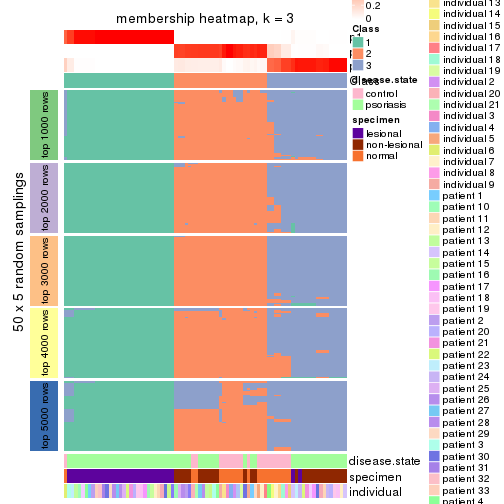 membership heatmap, k = 3
50 x 5 random samplings
top 1000 rows
top 2000 rows
top 3000 rows
top 4000 rows
top 5000 rows
disease.state
specimen
individual
0.2
0
Class
1
2
3
disease.state
control
psoriasis
specimen
lesional
non-lesional
normal
individual 13
individual 14
individual 15
individual 16
individual 17
individual 18
individual 19
individual 2
individual 20
individual 21
individual 3
individual 4
individual 5
individual 6
individual 7
individual 8
individual 9
patient 1
patient 10
patient 11
patient 12
patient 13
patient 14
patient 15
patient 16
patient 17
patient 18
patient 19
patient 2
patient 20
patient 21
patient 22
patient 23
patient 24
patient 25
patient 26
patient 27
patient 28
patient 29
patient 3
patient 30
patient 31
patient 32
patient 33
patient 4